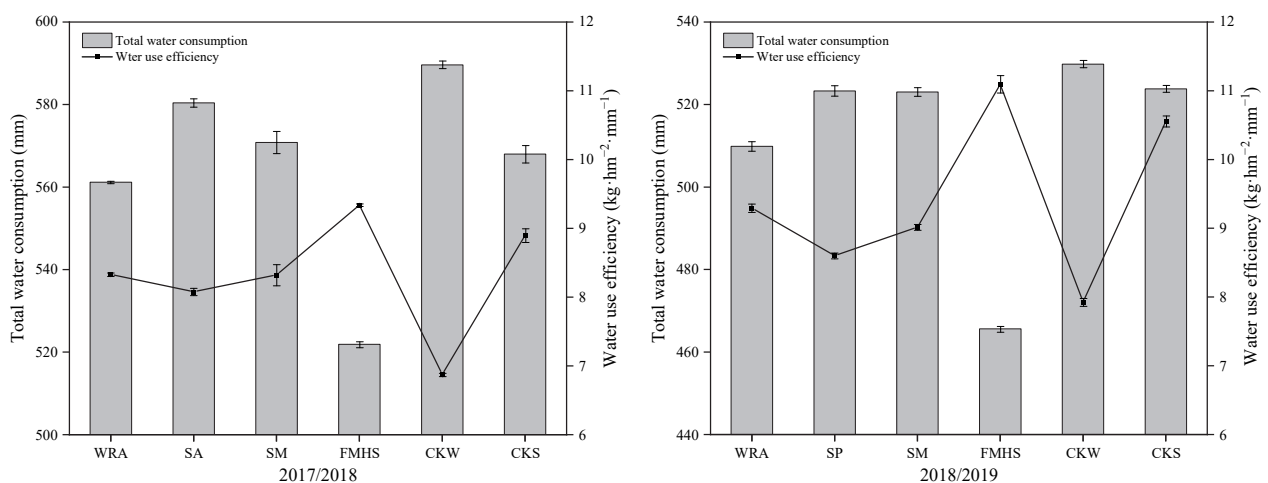 600
580
560
540
520
500
Total water consumption (mm)
Total water consumption
Wter use efficiency
12
11
10
9
8
7
6
Water use efficiency (kg·hm⁻²·mm⁻¹)
WRA SA SM FMHS CKW CKS
2017/2018
540
520
500
480
460
440
Total water consumption (mm)
Total water consumption
Wter use efficiency
12
11
10
9
8
7
6
Water use efficiency (kg·hm⁻²·mm⁻¹)
WRA SP SM FMHS CKW CKS
2018/2019